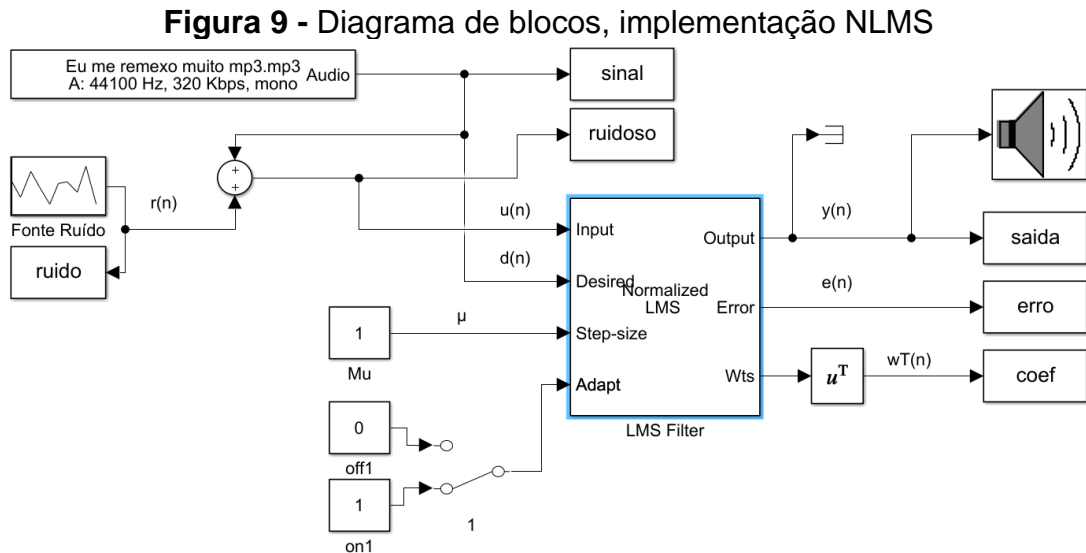 Figura 9 - Diagrama de blocos, implementação NLMS
Eu me remexo muito mp3.mp3
A: 44100 Hz, 320 Kbps, mono
Audio
sinal
ruidoso
+
+
r(n)
Fonte Ruído
ruido
u(n)
d(n)
µ
1
Mu
0
off1
1
on1
1
Input
Desired
Step-size
Adapt
Normalized
LMS
Output
Error
Wts
LMS Filter
y(n)
saida
e(n)
erro
uT
wT(n)
coef